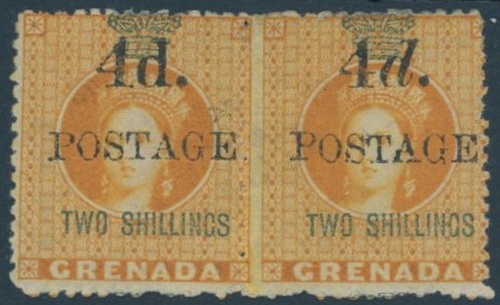 4d. 4d.
POSTAGE. POSTAGE
TWO SHILLINGS TWO SHILLINGS
GRENADA GRENADA